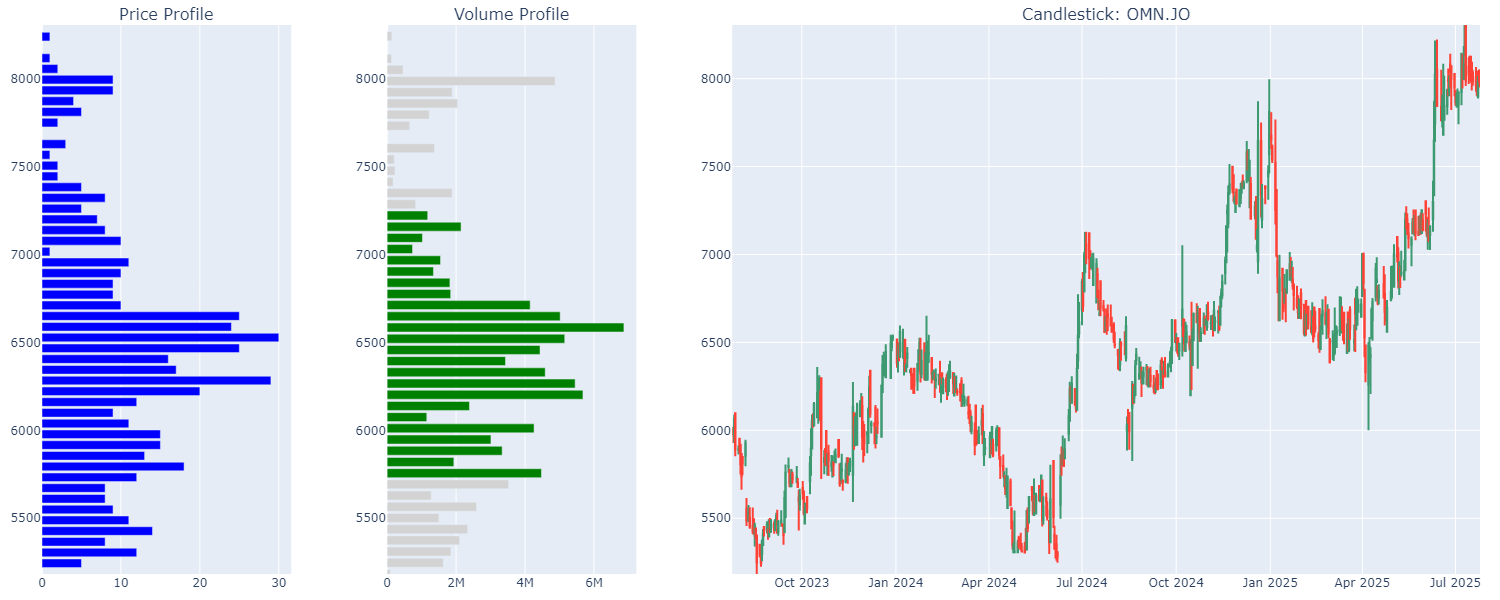 Price Profile
Volume Profile
Candlestick: OMN.JO
8000
7500
7000
6500
6000
5500
0
10
20
30
8000
7500
7000
6500
6000
5500
0
2M
4M
6M
8000
7500
7000
6500
6000
5500
Oct 2023
Jan 2024
Apr 2024
Jul 2024
Oct 2024
Jan 2025
Apr 2025
Jul 2025